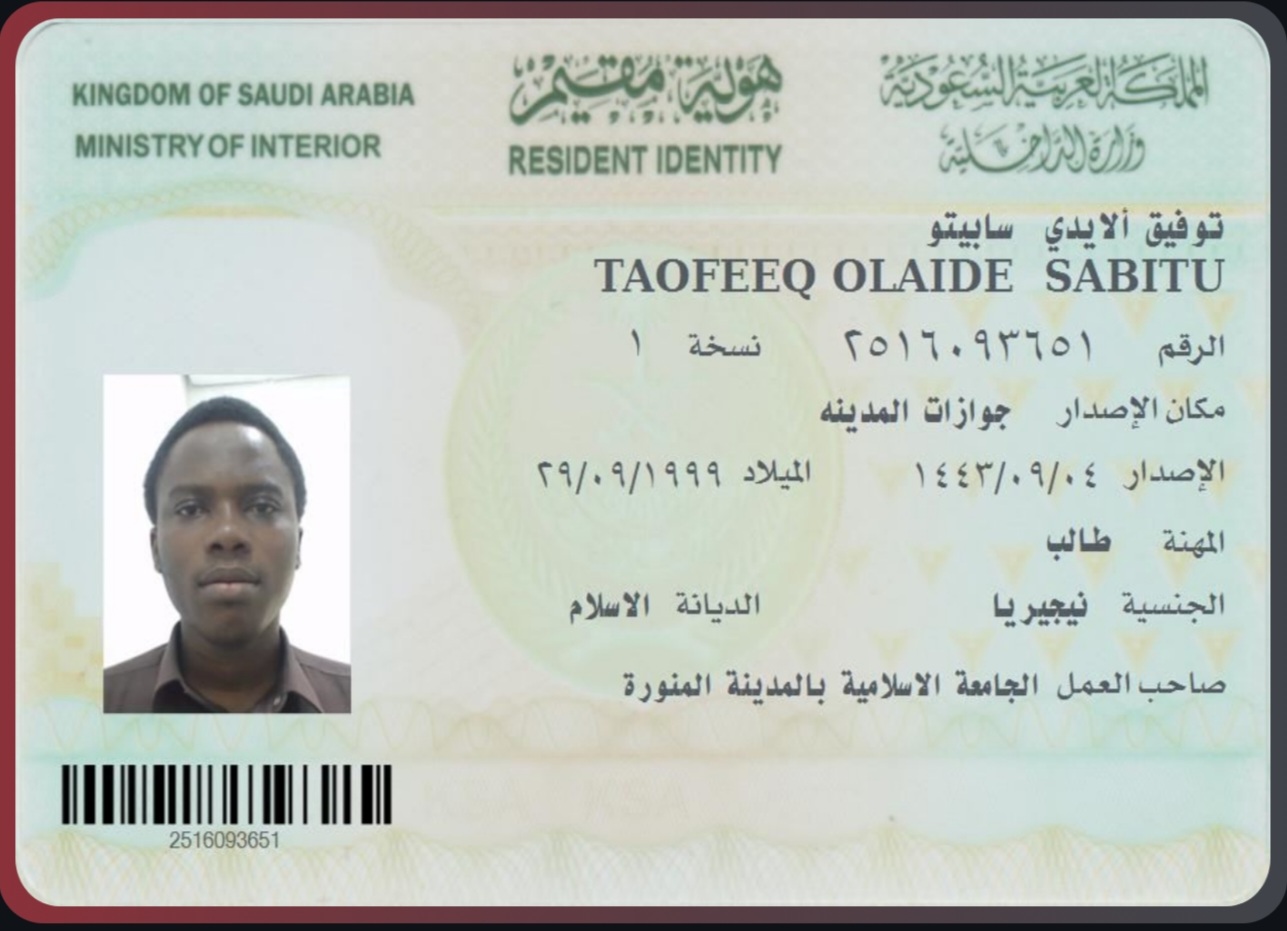 KINGDOM OF SAUDI ARABIA
MINISTRY OF INTERIOR
هوية مقيم
RESIDENT IDENTITY
المملكة العربية السعودية
وزارة الداخلية
توفيق ألايدي سابيتو
TAOFEEQ OLAIDE SABITU
الرقم ٢٥١٦٠٩٣٦٥١ نسخة ١
مكان الإصدار جوازات المدينه
الإصدار ١٤٤٣/٠٩/٠٤ الميلاد ٢٩/٠٩/١٩٩٩
المهنة طالب
الجنسية نيجيريا الديانة الاسلام
صاحب العمل الجامعة الاسلامية بالمدينة المنورة
2516093651